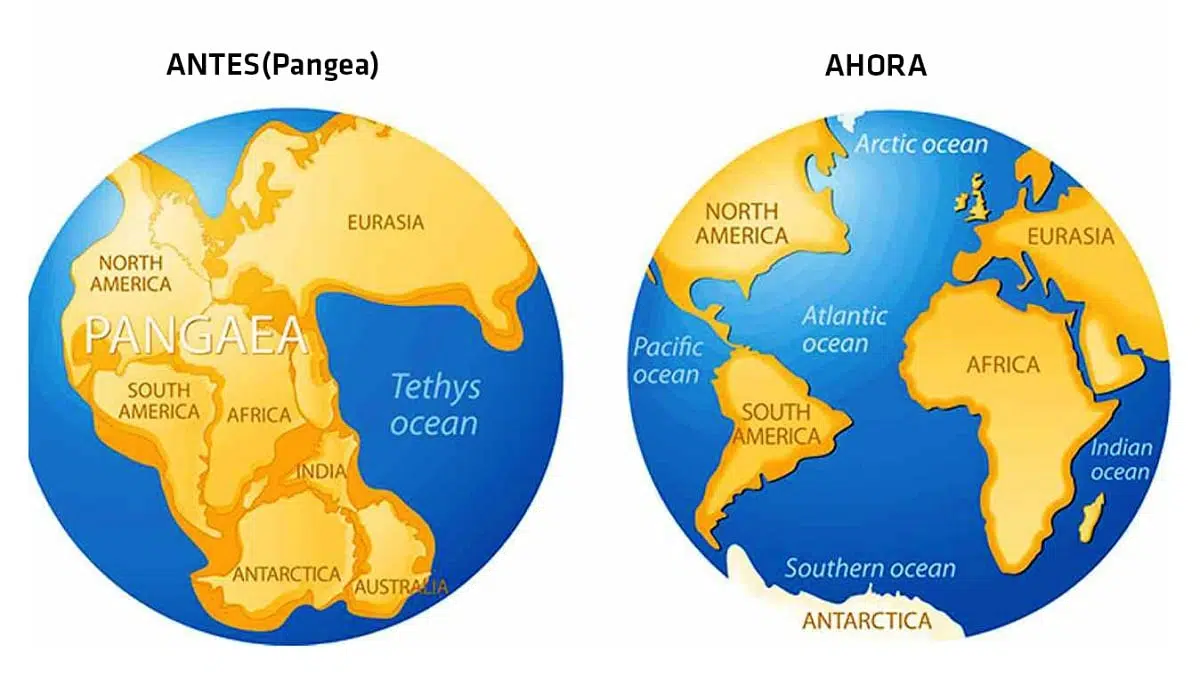 ANTES(Pangea)
EURASIA
NORTH
AMERICA
PANGAEA
SOUTH
AMERICA
AFRICA
Tethys
ocean
INDIA
ANTARCTICA
AUSTRALIA
AHORA
Arctic ocean
NORTH
AMERICA
EURASIA
Atlantic
ocean
Pacific
ocean
AFRICA
SOUTH
AMERICA
Indian
ocean
Southern ocean
ANTARCTICA